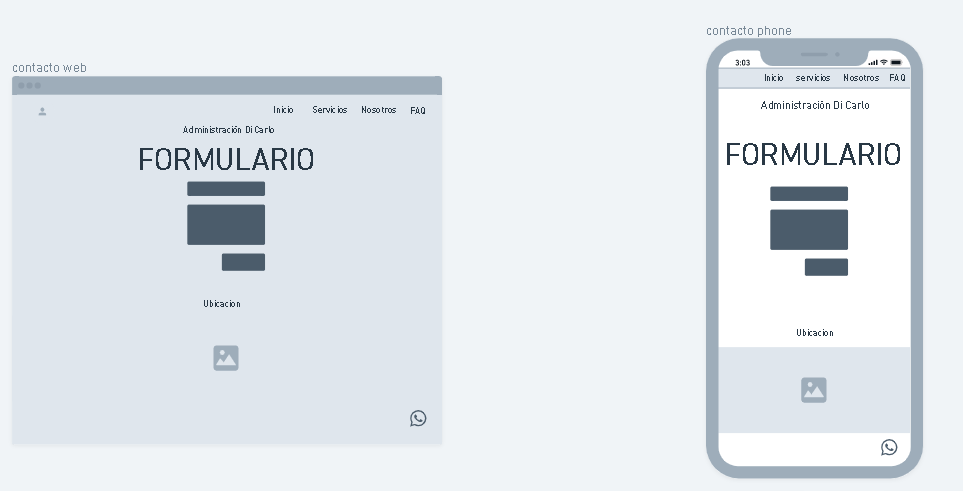 contacto web
Inicio Servicios Nosotros FAQ
Administración Di Carlo
FORMULARIO
Ubicacion
contacto phone
3:03
Inicio servicios Nosotros FAQ
Administración Di Carlo
FORMULARIO
Ubicacion